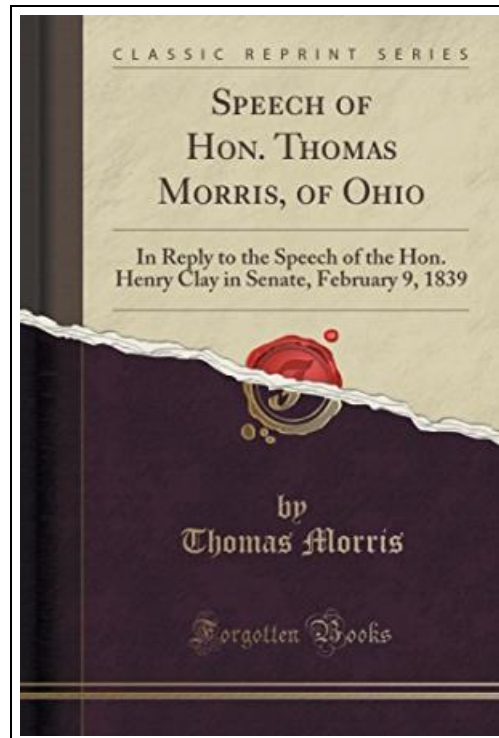 CLASSIC REPRINT SERIES
SPEECH OF
HON. THOMAS
MORRIS, OF OHIO
In Reply to the Speech of the Hon.
Henry Clay in Senate, February 9, 1839
by
Thomas Morris
Forgotten Books